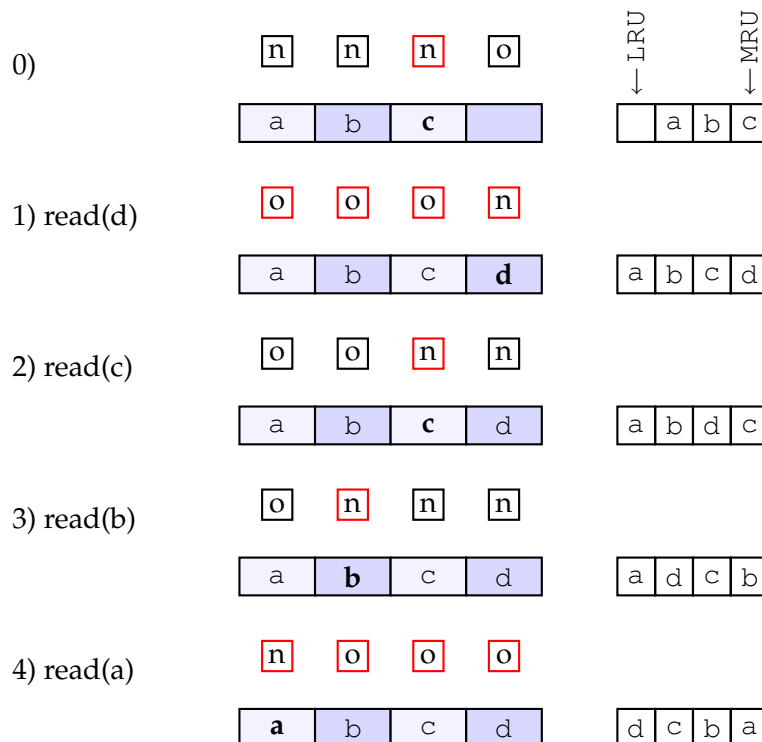 ← LRU
← MRU
0)
n n n o
a b c
a b c
1) read(d)
o o o n
a b c d
a b c d
2) read(c)
o o n n
a b c d
a b d c
3) read(b)
o n n n
a b c d
a d c b
4) read(a)
n o o o
a b c d
d c b a